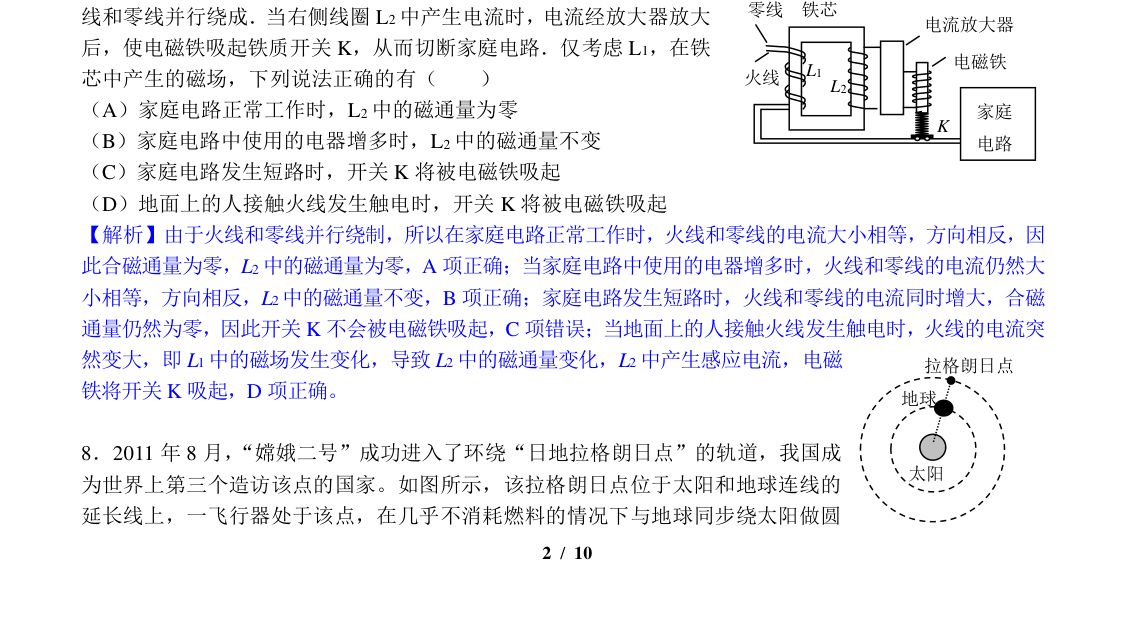 线和零线并行绕成．当右侧线圈 L2 中产生电流时，电流经放大器放大
后，使电磁铁吸起铁质开关 K，从而切断家庭电路．仅考虑 L1，在铁
芯中产生的磁场，下列说法正确的有（　　）
（A）家庭电路正常工作时，L2 中的磁通量为零
（B）家庭电路中使用的电器增多时，L2 中的磁通量不变
（C）家庭电路发生短路时，开关 K 将被电磁铁吸起
（D）地面上的人接触火线发生触电时，开关 K 将被电磁铁吸起
零线
铁芯
电流放大器
电磁铁
火线
L1
L2
K
家庭
电路
【解析】由于火线和零线并行绕制，所以在家庭电路正常工作时，火线和零线的电流大小相等，方向相反，因
此合磁通量为零，L2 中的磁通量为零，A 项正确；当家庭电路中使用的电器增多时，火线和零线的电流仍然大
小相等，方向相反，L2 中的磁通量不变，B 项正确；家庭电路发生短路时，火线和零线的电流同时增大，合磁
通量仍然为零，因此开关 K 不会被电磁铁吸起，C 项错误；当地面上的人接触火线发生触电时，火线的电流突
然变大，即 L1 中的磁场发生变化，导致 L2 中的磁通量变化，L2 中产生感应电流，电磁
铁将开关 K 吸起，D 项正确。
拉格朗日点
地球
太阳
8．2011 年 8 月，“嫦娥二号”成功进入了环绕“日地拉格朗日点”的轨道，我国成
为世界上第三个造访该点的国家。如图所示，该拉格朗日点位于太阳和地球连线的
延长线上，一飞行器处于该点，在几乎不消耗燃料的情况下与地球同步绕太阳做圆
2 / 10